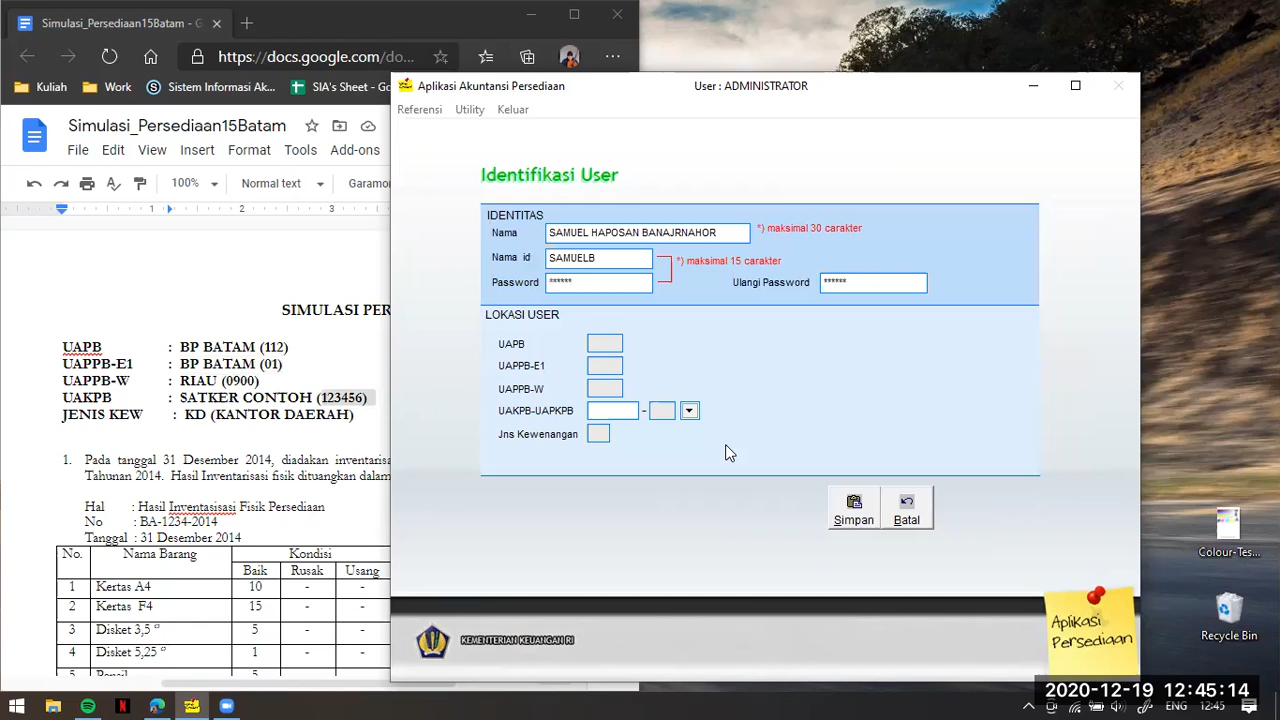 Simulasi_Persediaan15Batam - G
https://docs.google.com/do...
Kuliah
Work
Sistem Informasi Ak...
SIA's Sheet - Go
Simulasi_Persediaan15Batam
File Edit View Insert Format Tools Add-ons
100% Normal text Garamo
1 2 3
SIMULASI PER
UAPB : BP BATAM (112)
UAPPB-E1 : BP BATAM (01)
UAPPB-W : RIAU (0900)
UAKPB : SATKER CONTOH (123456)
JENIS KEW : KD (KANTOR DAERAH)
1. Pada tanggal 31 Desember 2014, diadakan inventaris
Tahunan 2014. Hasil Inventarisasi fisik dituangkan dalam
Hal : Hasil Inventasisasi Fisik Persediaan
No : BA-1234-2014
Tanggal : 31 Desember 2014
No. Nama Barang Kondisi
Baik Rusak Usang
1 Kertas A4 10 - -
2 Kertas F4 15 - -
3 Disket 3,5 " 5 - -
4 Disket 5,25 " 1 - -
Aplikasi Akuntansi Persediaan User : ADMINISTRATOR
Referensi Utility Keluar
Identifikasi User
IDENTITAS
Nama SAMUEL HAPOSAN BANAJRNAHOR *) maksimal 30 carakter
Nama id SAMUELB *) maksimal 15 carakter
Password ****** Ulangi Password ******
LOKASI USER
UAPB
UAPPB-E1
UAPPB-W
UAKPB-UAPKPB -
Jns Kewenangan
Simpan Batal
KEMENTERIAN KEUANGAN RI
Aplikasi
Persediaan
Colour-Tes...
Recycle Bin
2020-12-19 12:45:14
ENG 12:45